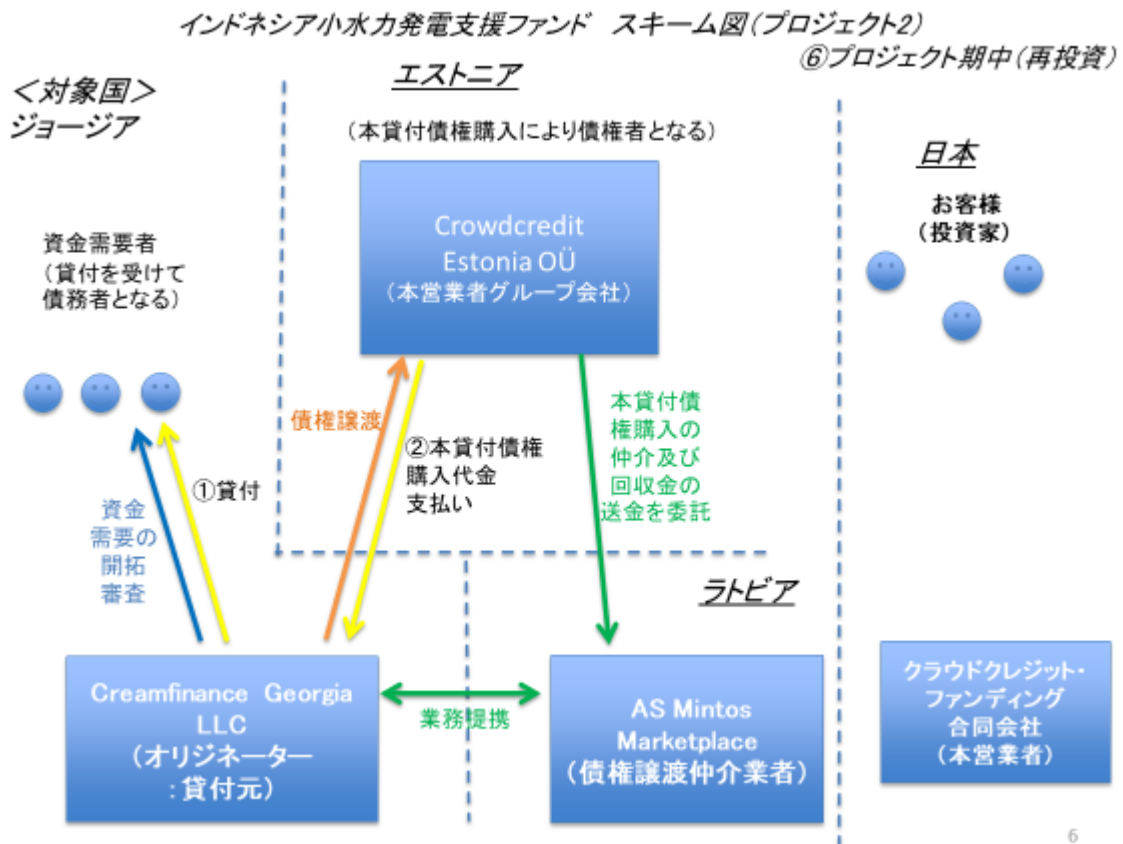 インドネシア小水力発電支援ファンド　スキーム図(プロジェクト2)
⑥プロジェクト期中(再投資)
＜対象国＞
ジョージア
エストニア
(本貸付債権購入により債権者となる)
日本
お客様
(投資家)
資金需要者
(貸付を受けて
債務者となる)
Crowdcredit
Estonia OÜ
(本営業者グループ会社)
債権譲渡
②本貸付債権
購入代金
支払い
本貸付債
権購入の
仲介及び
回収金の
送金を委託
①貸付
資金
需要の
開拓
審査
ラトビア
Creamfinance Georgia
LLC
(オリジネーター
:貸付元)
業務提携
AS Mintos
Marketplace
(債権譲渡仲介業者)
クラウドクレジット・
ファンディング
合同会社
(本営業者)
6